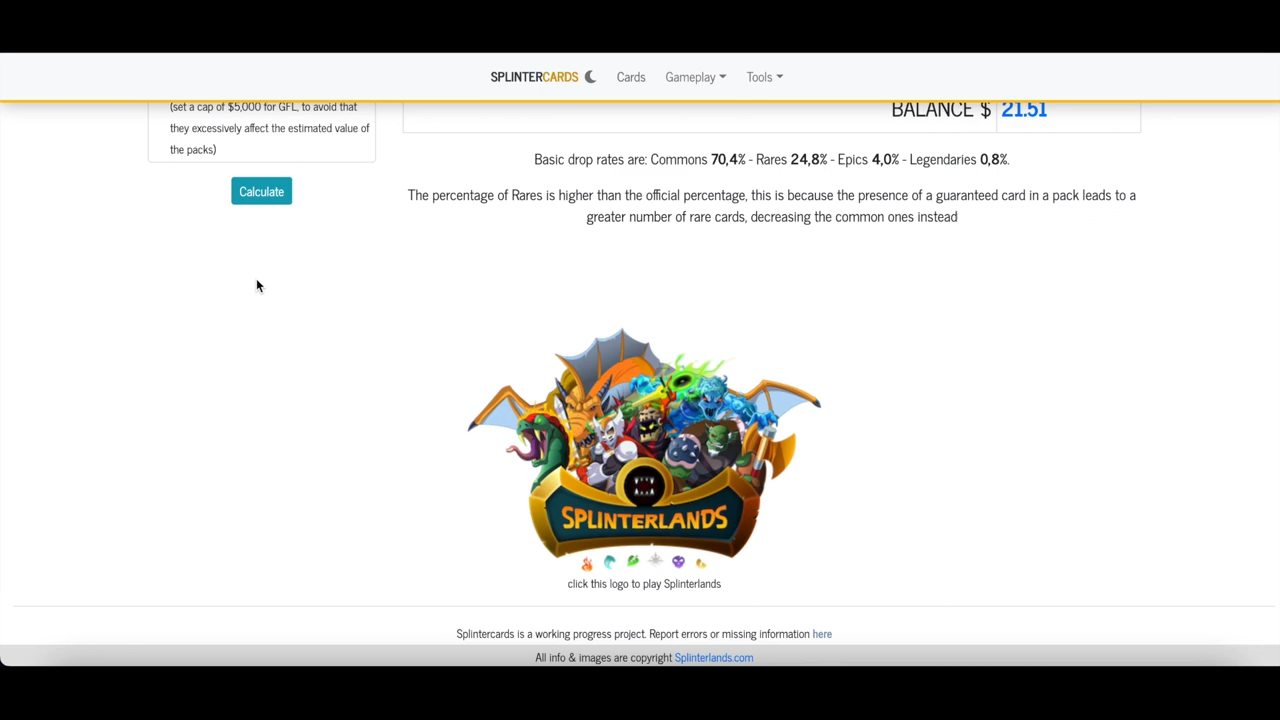 SPLINTERCARDS Cards Gameplay Tools
(set a cap of $5,000 for GFL, to avoid that
they excessively affect the estimated value of
the packs)
Calculate
BALANCE $ 21.51
Basic drop rates are: Commons 70,4% - Rares 24,8% - Epics 4,0% - Legendaries 0,8%.
The percentage of Rares is higher than the official percentage, this is because the presence of a guaranteed card in a pack leads to a
greater number of rare cards, decreasing the common ones instead
SPLINTERLANDS
click this logo to play Splinterlands
Splintercards is a working progress project. Report errors or missing information here
All info & images are copyright Splinterlands.com